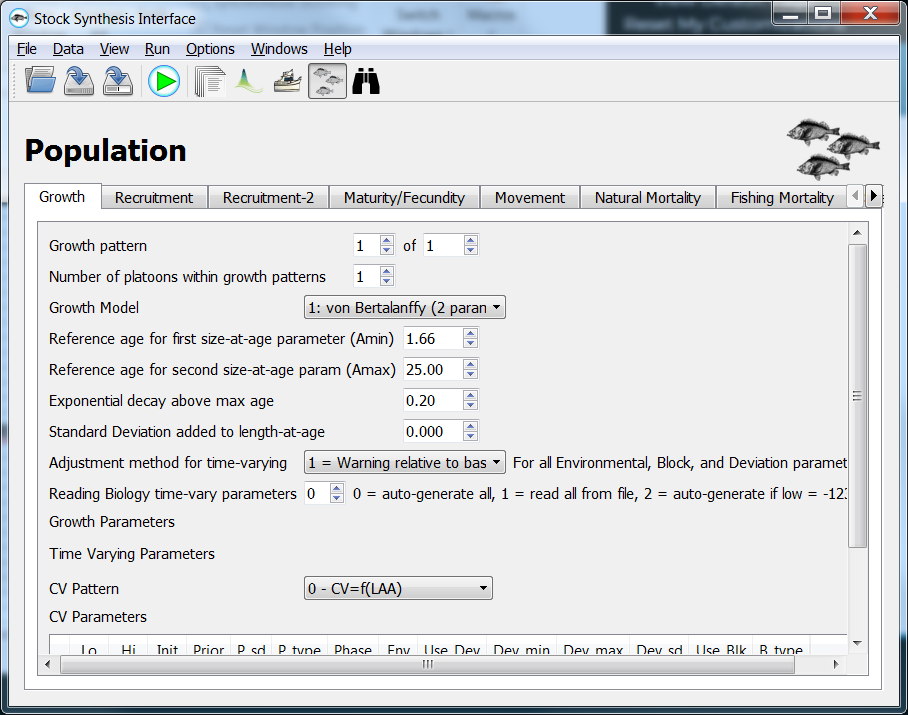 Stock Synthesis Interface
File Data View Run Options Windows Help
Population
Growth Recruitment Recruitment-2 Maturity/Fecundity Movement Natural Mortality Fishing Mortality
Growth pattern 1 of 1
Number of platoons within growth patterns 1
Growth Model 1: von Bertalanffy (2 param
Reference age for first size-at-age parameter (Amin) 1.66
Reference age for second size-at-age param (Amax) 25.00
Exponential decay above max age 0.20
Standard Deviation added to length-at-age 0.000
Adjustment method for time-varying 1 = Warning relative to bas For all Environmental, Block, and Deviation paramet
Reading Biology time-vary parameters 0 0 = auto-generate all, 1 = read all from file, 2 = auto-generate if low = -123
Growth Parameters
Time Varying Parameters
CV Pattern 0 - CV=f(LAA)
CV Parameters
Lo Hi Init Prior P_sd P_type Phase Env Use_Dev Dev_min Dev_max Dev_sd Use_Blk B_type